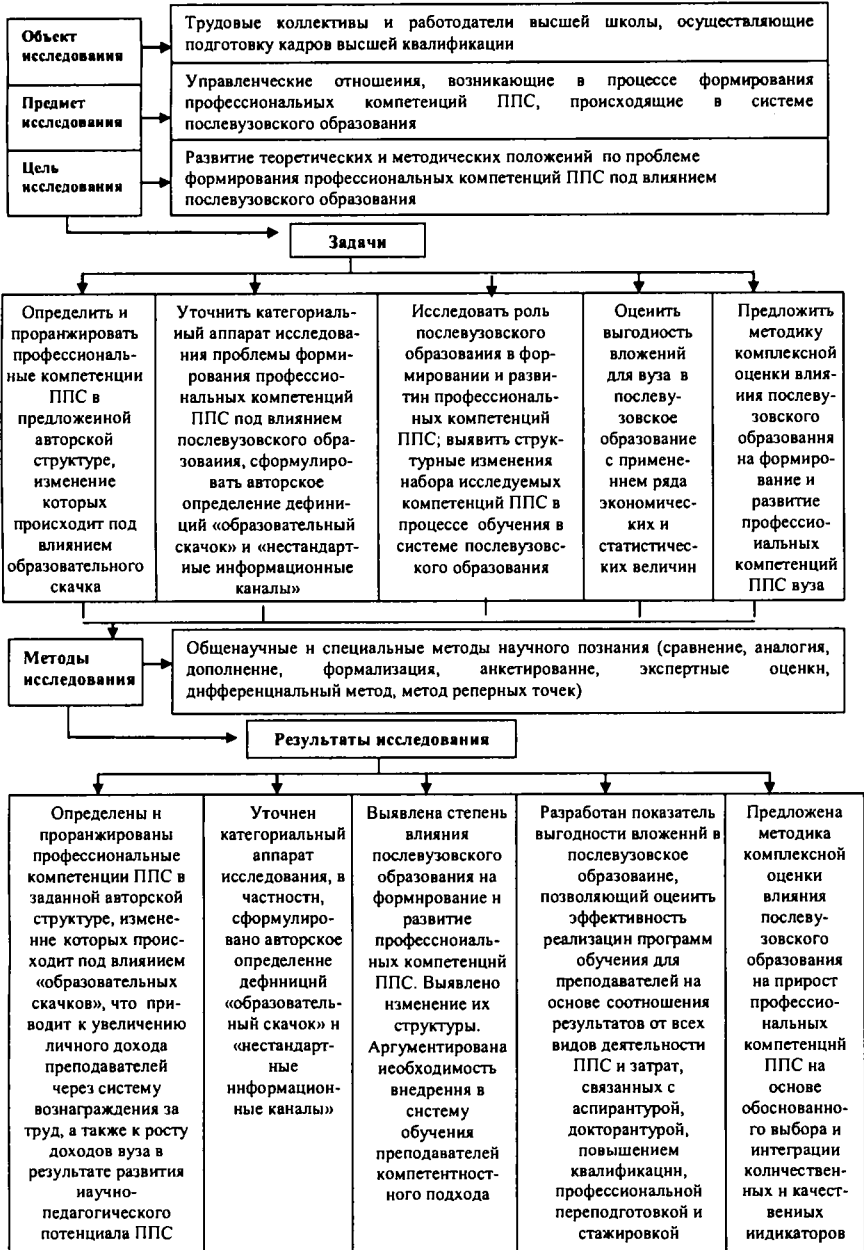 Объект
исследования
Трудовые коллективы и работодатели высшей школы, осуществляющие
подготовку кадров высшей квалификации
Предмет
исследования
Управленческие отношения, возникающие в процессе формирования
профессиональных компетенций ППС, происходящие в системе
послевузовского образования
Цель
исследования
Развитие теоретических и методических положений по проблеме
формирования профессиональных компетенций ППС под влиянием
послевузовского образования
Задачи
Определить и
проранжировать
профессиональ-
ные компетенции
ППС в
предложенной
авторской
структуре,
изменение
которых
происходит под
влиянием
образовательного
скачка
Уточнить категориаль-
ный аппарат исследова-
ния проблемы форми-
рования профессио-
нальных компетенций
ППС под влиянием
послевузовского обра-
зования, сформулиро-
вать авторское
определение дефини-
ций «образовательный
скачок» и «нестандарт-
ные информационные
каналы»
Исследовать роль
послевузовского
образования в фор-
мировании и разви-
тии профессиональ-
ных компетенций
ППС; выявить струк-
турные изменения
набора исследуемых
компетенций ППС в
процессе обучения в
системе послевузовс-
кого образования
Оценить
выгодность
вложений
для вуза в
послеву-
зовское
образование
с примене-
нием ряда
экономичес-
ких и
статистичес-
ких величин
Предложить
методику
комплексной
оценки влия-
ния послеву-
зовского
образования
на формиро-
вание и
развитие
профессио-
нальных
компетенций
ППС вуза
Методы
исследования
Общенаучные и специальные методы научного познания (сравнение, аналогия,
дополнение, формализация, анкетирование, экспертные оценки,
дифференциальный метод, метод реперных точек)
Результаты исследования
Определены и
проранжированы
профессиональные
компетенции ППС в
заданной авторской
структуре, измене-
ние которых проис-
ходит под влиянием
«образовательных
скачков», что при-
водит к увеличению
личного дохода
преподавателей
через систему
вознаграждения за
труд, а также к росту
доходов вуза в
результате развития
научно-
педагогического
потенциала ППС
Уточнен
категориальный
аппарат
исследования, в
частности,
сформулиро-
вано авторское
определение
дефиниций
«образователь-
ный скачок» и
«нестандарт-
ные
информацион-
ные каналы»
Выявлена степень
влияния
послевузовского
образования на
формирование и
развитие
профессиональ-
ных компетенций
ППС. Выявлено
изменение их
структуры.
Аргументирована
необходимость
внедрения в
систему
обучения
преподавателей
компетентност-
ного подхода
Разработан показатель
выгодности вложений в
послевузовское
образование,
позволяющий оценить
эффективность
реализации программ
обучения для
преподавателей на
основе соотношения
результатов от всех
видов деятельности
ППС и затрат,
связанных с
аспирантурой,
докторантурой,
повышением
квалификации,
профессиональной
переподготовкой и
стажировкой
Предложена
методика
комплексной
оценки
влияния
послеву-
зовского
образования
на прирост
профессио-
нальных
компетенций
ППС на
основе
обоснованно-
го выбора и
интеграции
количествен-
ных и качест-
венных
индикаторов